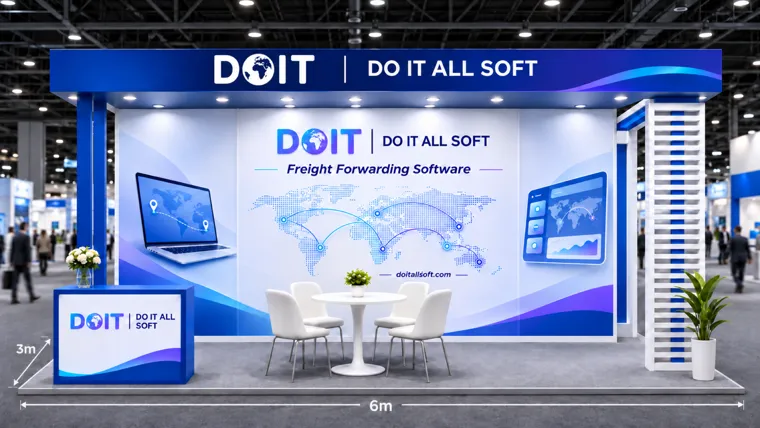 DOIT | DO IT ALL SOFT
DOIT | DO IT ALL SOFT
Freight Forwarding Software
doitallsoft.com
DOIT | DO IT ALL
SOFT
3m
6m